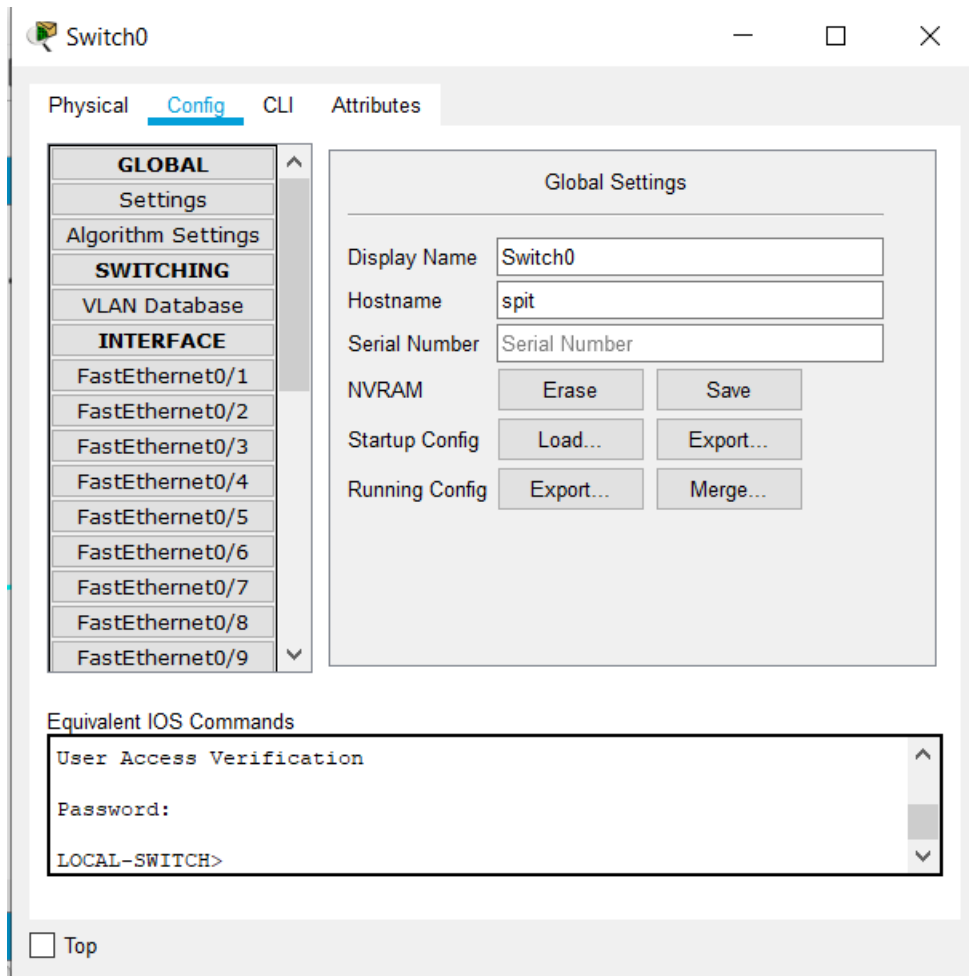 Switch0
Physical Config CLI Attributes
GLOBAL
Settings
Algorithm Settings
SWITCHING
VLAN Database
INTERFACE
FastEthernet0/1
FastEthernet0/2
FastEthernet0/3
FastEthernet0/4
FastEthernet0/5
FastEthernet0/6
FastEthernet0/7
FastEthernet0/8
FastEthernet0/9
Global Settings
Display Name Switch0
Hostname spit
Serial Number Serial Number
NVRAM Erase Save
Startup Config Load... Export...
Running Config Export... Merge...
Equivalent IOS Commands
User Access Verification
Password:
LOCAL-SWITCH>
Top